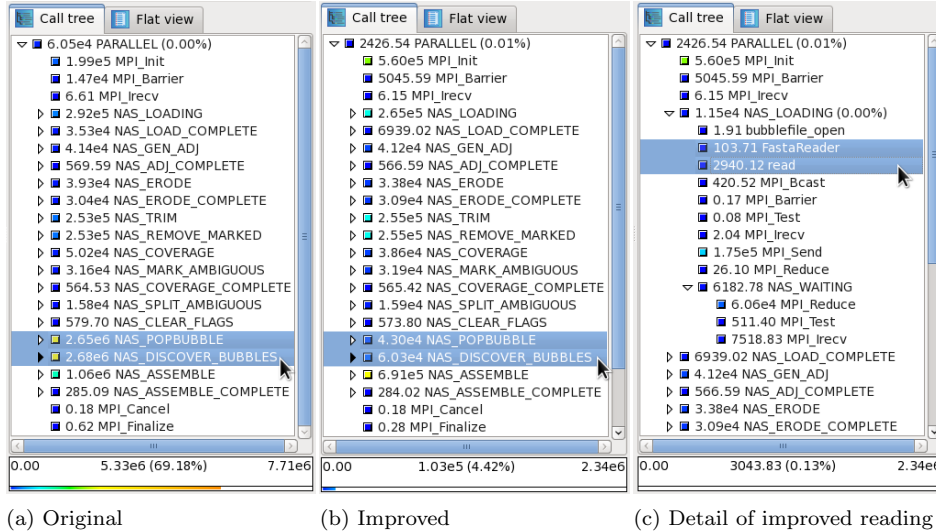 Call tree Flat view
6.05e4 PARALLEL (0.00%)
1.99e5 MPI_Init
1.47e4 MPI_Barrier
6.61 MPI_Irecv
2.92e5 NAS_LOADING
3.53e4 NAS_LOAD_COMPLETE
4.14e4 NAS_GEN_ADJ
569.59 NAS_ADJ_COMPLETE
3.93e4 NAS_ERODE
3.04e4 NAS_ERODE_COMPLETE
2.53e5 NAS_TRIM
2.53e5 NAS_REMOVE_MARKED
5.02e4 NAS_COVERAGE
3.16e4 NAS_MARK_AMBIGUOUS
564.53 NAS_COVERAGE_COMPLETE
1.58e4 NAS_SPLIT_AMBIGUOUS
579.70 NAS_CLEAR_FLAGS
2.65e6 NAS_POPBUBBLE
2.68e6 NAS_DISCOVER_BUBBLES
1.06e6 NAS_ASSEMBLE
285.09 NAS_ASSEMBLE_COMPLETE
0.18 MPI_Cancel
0.62 MPI_Finalize
0.00 5.33e6 (69.18%) 7.71e6
(a) Original
Call tree Flat view
2426.54 PARALLEL (0.01%)
5.60e5 MPI_Init
5045.59 MPI_Barrier
6.15 MPI_Irecv
2.65e5 NAS_LOADING
6939.02 NAS_LOAD_COMPLETE
4.12e4 NAS_GEN_ADJ
566.59 NAS_ADJ_COMPLETE
3.38e4 NAS_ERODE
3.09e4 NAS_ERODE_COMPLETE
2.55e5 NAS_TRIM
2.55e5 NAS_REMOVE_MARKED
3.86e4 NAS_COVERAGE
3.19e4 NAS_MARK_AMBIGUOUS
565.42 NAS_COVERAGE_COMPLETE
1.59e4 NAS_SPLIT_AMBIGUOUS
573.80 NAS_CLEAR_FLAGS
4.30e4 NAS_POPBUBBLE
6.03e4 NAS_DISCOVER_BUBBLES
6.91e5 NAS_ASSEMBLE
284.02 NAS_ASSEMBLE_COMPLETE
0.18 MPI_Cancel
0.28 MPI_Finalize
0.00 1.03e5 (4.42%) 2.34e6
(b) Improved
Call tree Flat view
2426.54 PARALLEL (0.01%)
5.60e5 MPI_Init
5045.59 MPI_Barrier
6.15 MPI_Irecv
1.15e4 NAS_LOADING (0.00%)
1.91 bubblefile_open
103.71 FastaReader
2940.12 read
420.52 MPI_Bcast
0.17 MPI_Barrier
0.08 MPI_Test
2.04 MPI_Irecv
1.75e5 MPI_Send
26.10 MPI_Reduce
6182.78 NAS_WAITING
6.06e4 MPI_Reduce
511.40 MPI_Test
7518.83 MPI_Irecv
6939.02 NAS_LOAD_COMPLETE
4.12e4 NAS_GEN_ADJ
566.59 NAS_ADJ_COMPLETE
3.38e4 NAS_ERODE
3.09e4 NAS_ERODE_COMPLETE
0.00 3043.83 (0.13%) 2.34e6
(c) Detail of improved reading